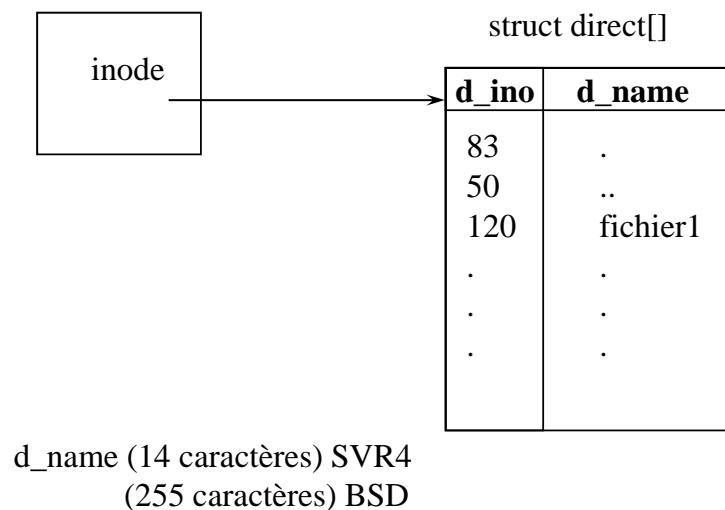 struct direct[]
inode
d_ino d_name
83 .
50 ..
120 fichier1
. .
. .
. .
d_name (14 caractères) SVR4
(255 caractères) BSD